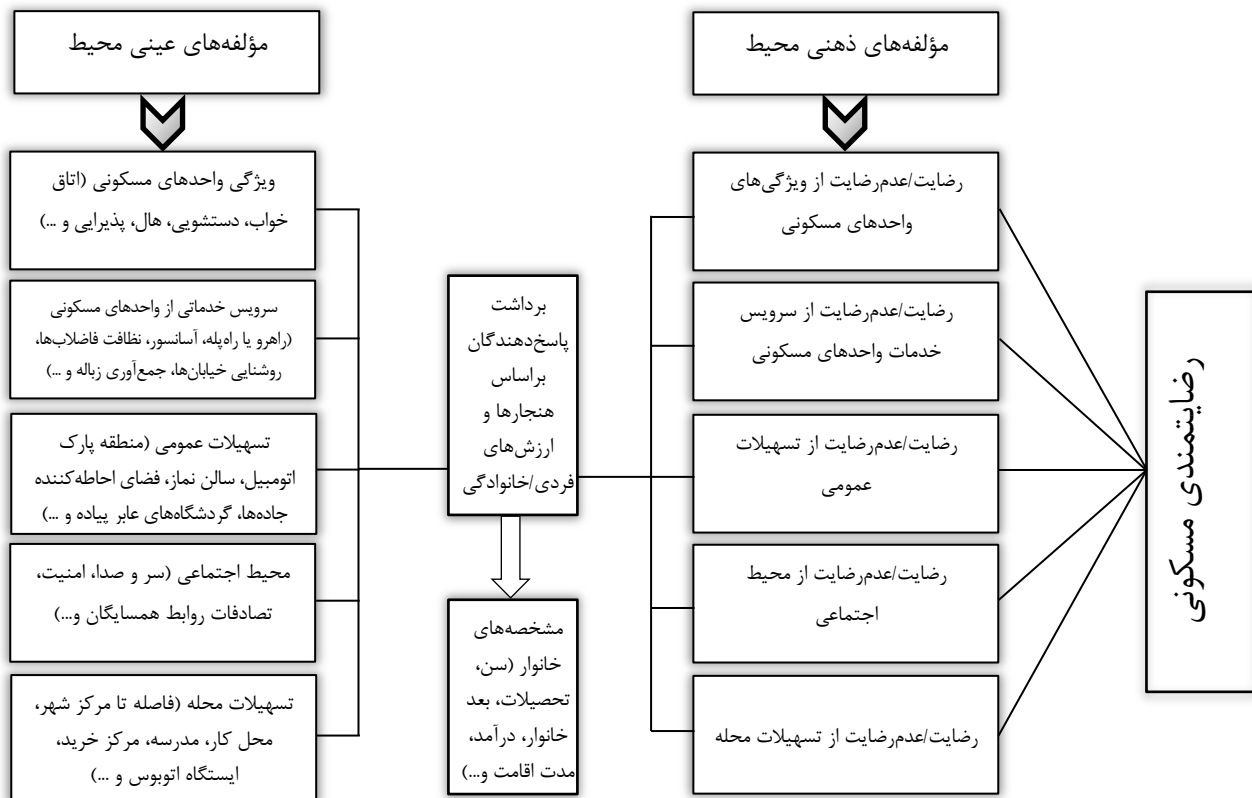 مؤلفه‌های عینی محیط
ویژگی واحدهای مسکونی (اتاق
خواب، دستشویی، هال، پذیرایی و ...)
سرویس خدماتی از واحدهای مسکونی
(راهرو یا راه‌پله، آسانسور، نظافت فاضلاب‌ها،
روشنایی خیابان‌ها، جمع‌آوری زباله و ...)
تسهیلات عمومی (منطقه پارک
اتومبیل، سالن نماز، فضای احاطه‌کننده
جاده‌ها، گردشگاه‌های عابر پیاده و ...)
محیط اجتماعی (سر و صدا، امنیت،
تصادفات روابط همسایگان و...)
تسهیلات محله (فاصله تا مرکز شهر،
محل کار، مدرسه، مرکز خرید،
ایستگاه اتوبوس و ...)
برداشت
پاسخ‌دهندگان
براساس
هنجارها و
ارزش‌های
فردی/خانوادگی
مشخصه‌های
خانوار (سن،
تحصیلات، بعد
خانوار، درآمد،
مدت اقامت و...)
مؤلفه‌های ذهنی محیط
رضایت/عدم‌رضایت از ویژگی‌های
واحدهای مسکونی
رضایت/عدم‌رضایت از سرویس
خدمات واحدهای مسکونی
رضایت/عدم‌رضایت از تسهیلات
عمومی
رضایت/عدم‌رضایت از محیط
اجتماعی
رضایت/عدم‌رضایت از تسهیلات محله
رضایتمندی مسکونی